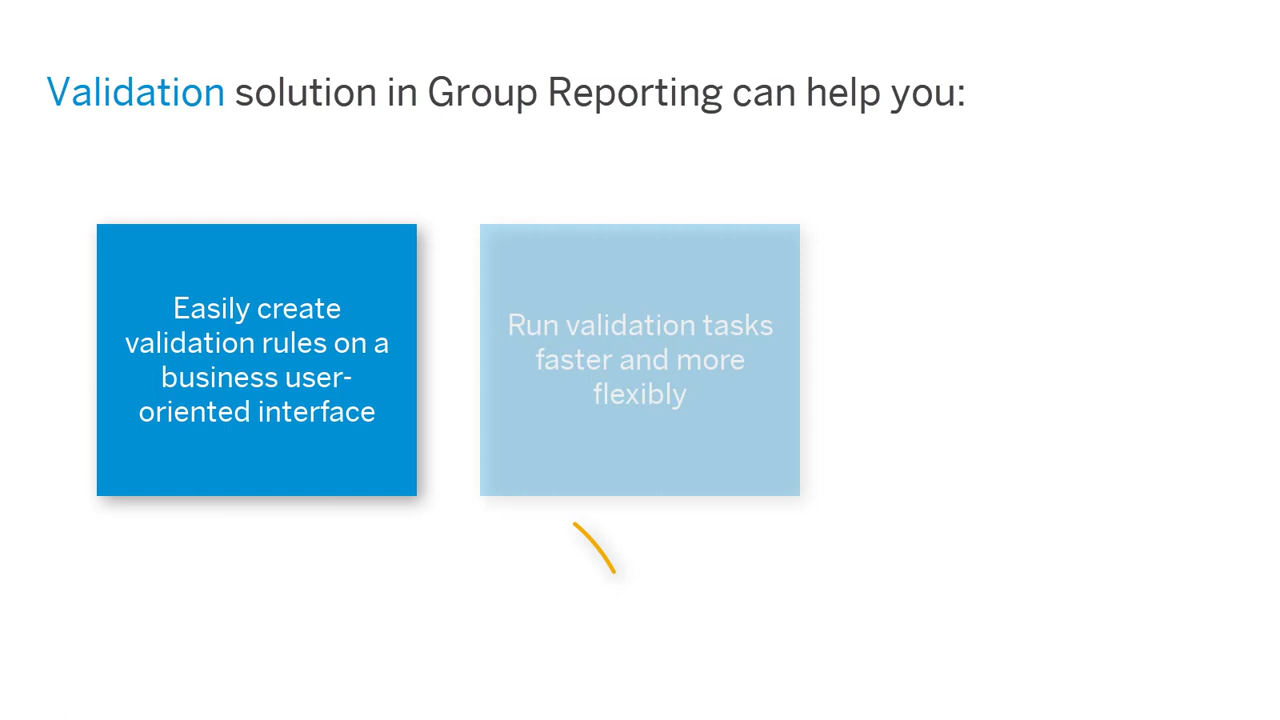 Validation solution in Group Reporting can help you:
Easily create
validation rules on a
business user-
oriented interface
Run validation tasks
faster and more
flexibly